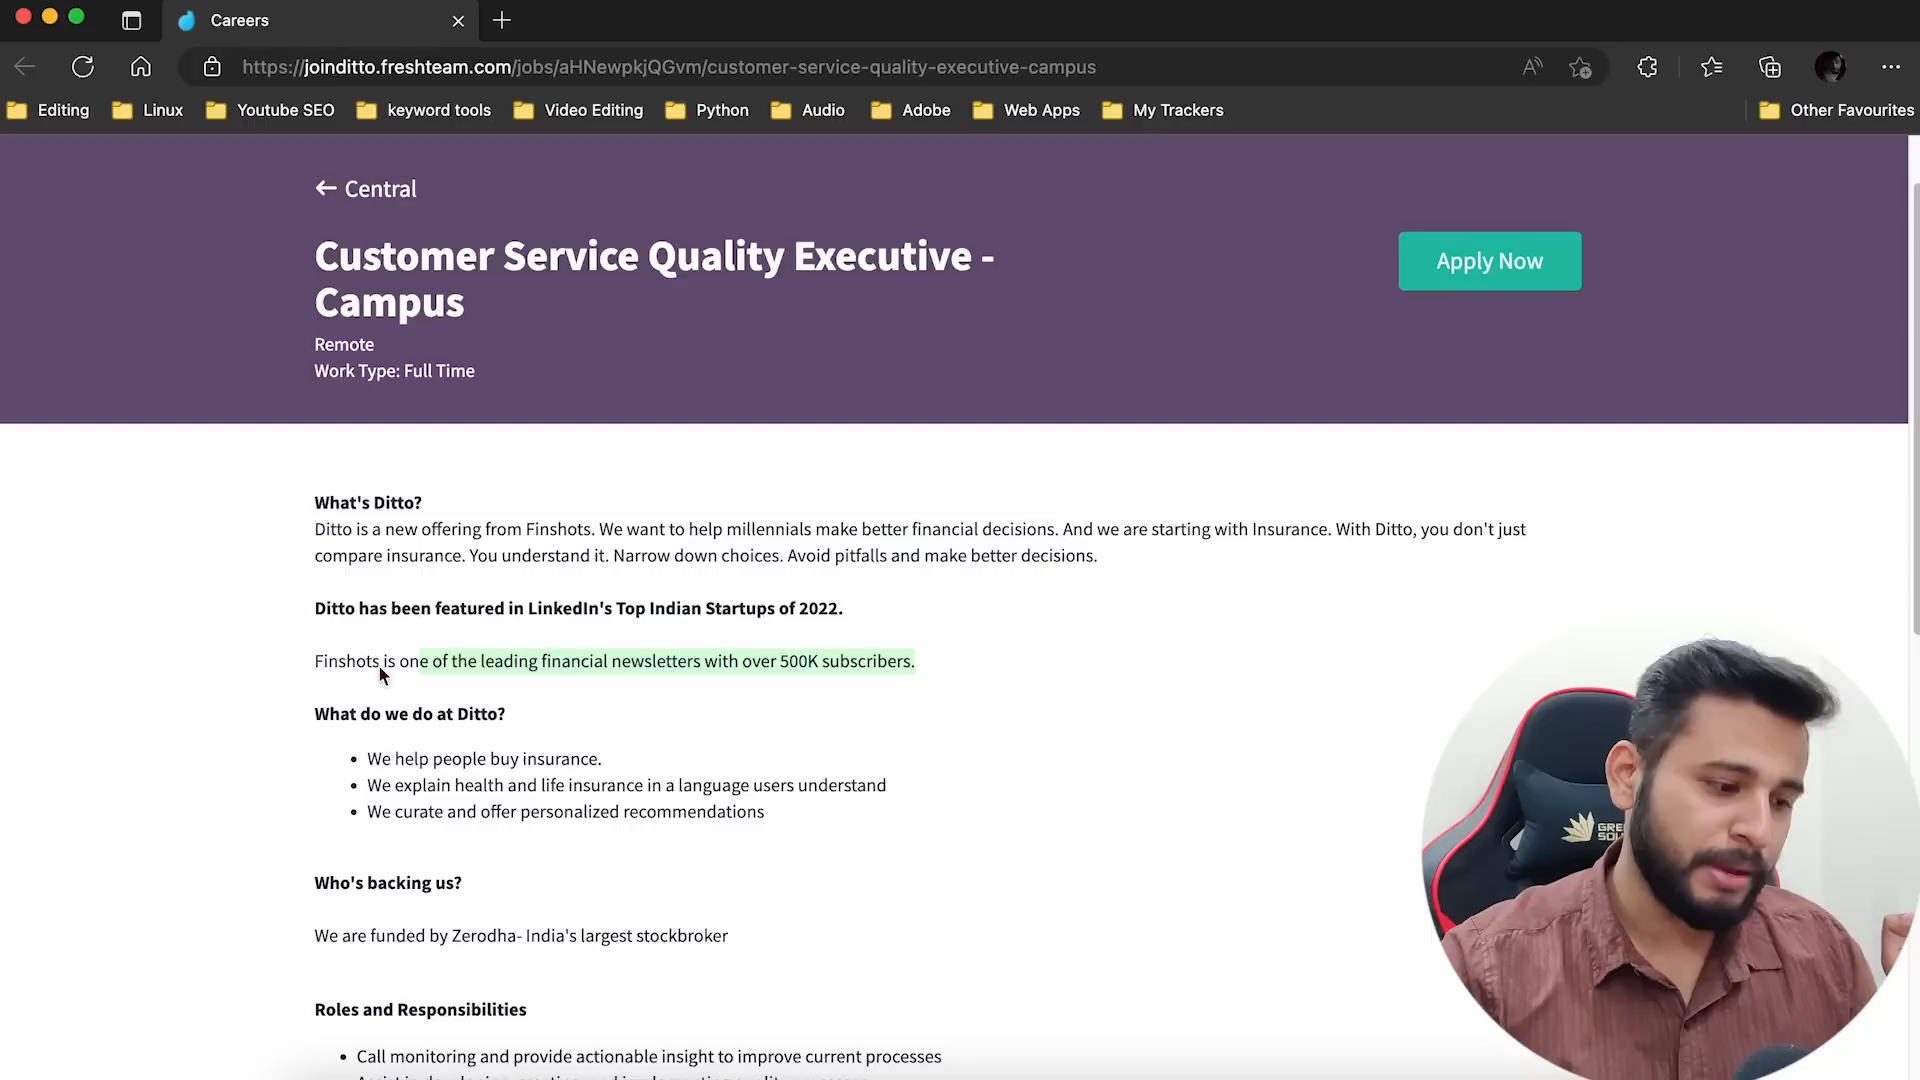 Careers
https://joinditto.freshteam.com/jobs/aHNewpkjQGvm/customer-service-quality-executive-campus
Editing Linux Youtube SEO keyword tools Video Editing Python Audio Adobe Web Apps My Trackers Other Favourites
← Central
Customer Service Quality Executive -
Campus
Apply Now
Remote
Work Type: Full Time
What's Ditto?
Ditto is a new offering from Finshots. We want to help millennials make better financial decisions. And we are starting with Insurance. With Ditto, you don't just
compare insurance. You understand it. Narrow down choices. Avoid pitfalls and make better decisions.
Ditto has been featured in LinkedIn's Top Indian Startups of 2022.
Finshots is one of the leading financial newsletters with over 500K subscribers.
What do we do at Ditto?
• We help people buy insurance.
• We explain health and life insurance in a language users understand
• We curate and offer personalized recommendations
Who's backing us?
We are funded by Zerodha- India's largest stockbroker
Roles and Responsibilities
• Call monitoring and provide actionable insight to improve current processes